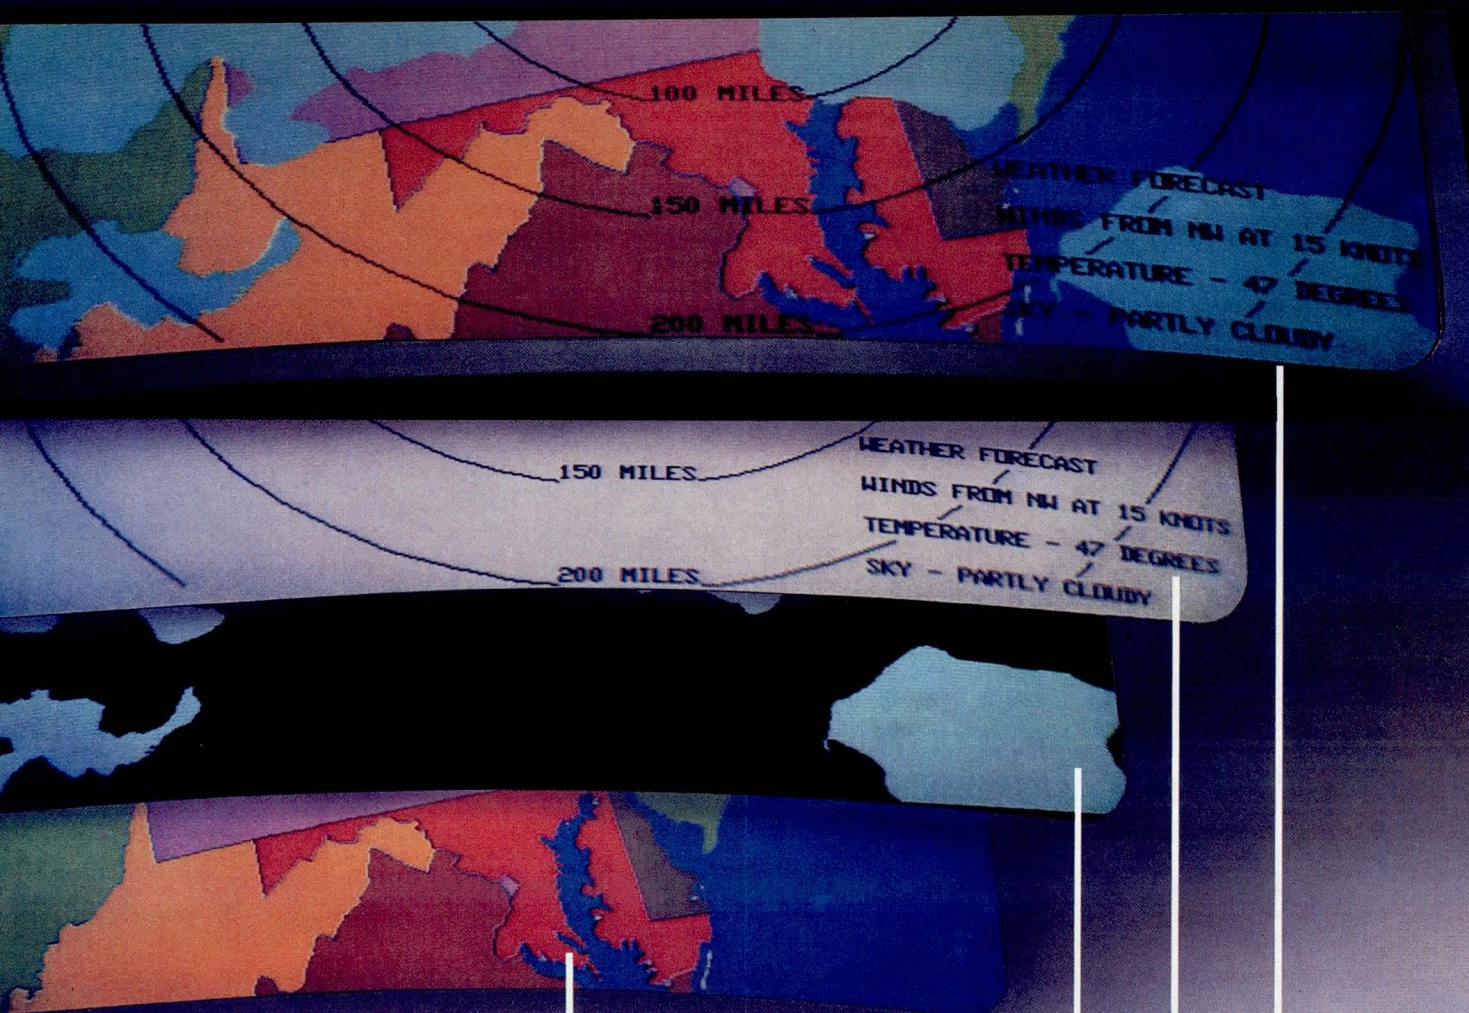 100 MILES
150 MILES
200 MILES
WEATHER FORECAST
WINDS FROM NW AT 15 KNOTS
TEMPERATURE - 47 DEGREES
SKY - PARTLY CLOUDY
150 MILES
200 MILES
WEATHER FORECAST
WINDS FROM NW AT 15 KNOTS
TEMPERATURE - 47 DEGREES
SKY - PARTLY CLOUDY